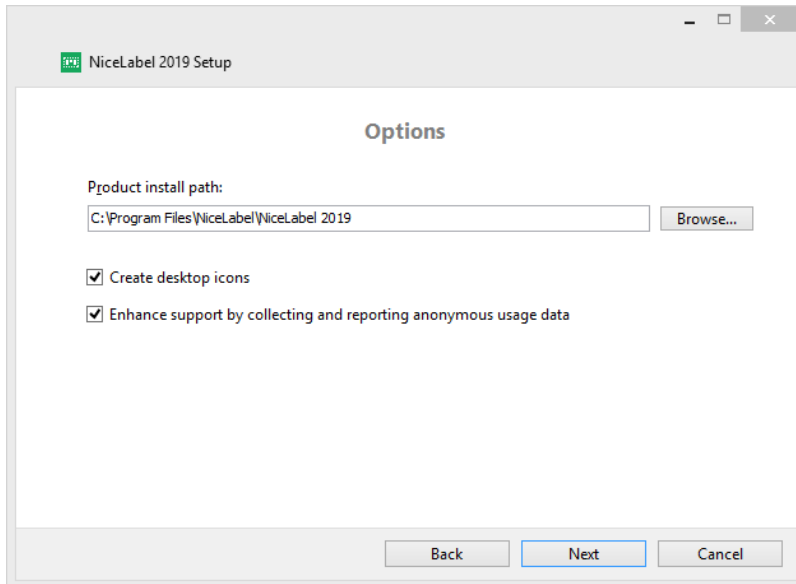 NiceLabel 2019 Setup
Options
Product install path:
C:\Program Files\NiceLabel\NiceLabel 2019
Browse...
Create desktop icons
Enhance support by collecting and reporting anonymous usage data
Back Next Cancel